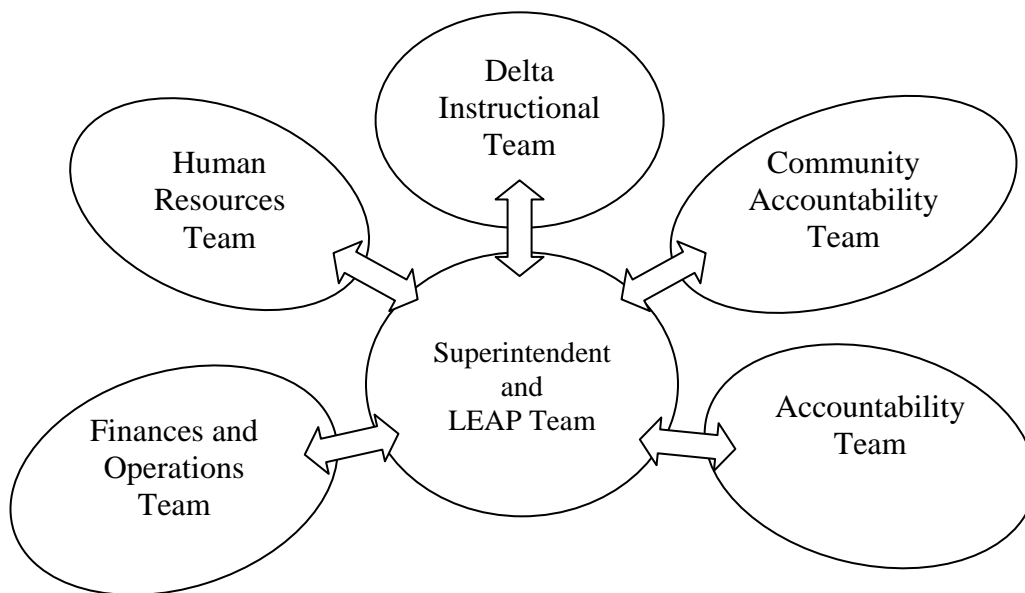 Delta
Instructional
Team
Human
Resources
Team
Community
Accountability
Team
Superintendent
and
LEAP Team
Finances and
Operations
Team
Accountability
Team